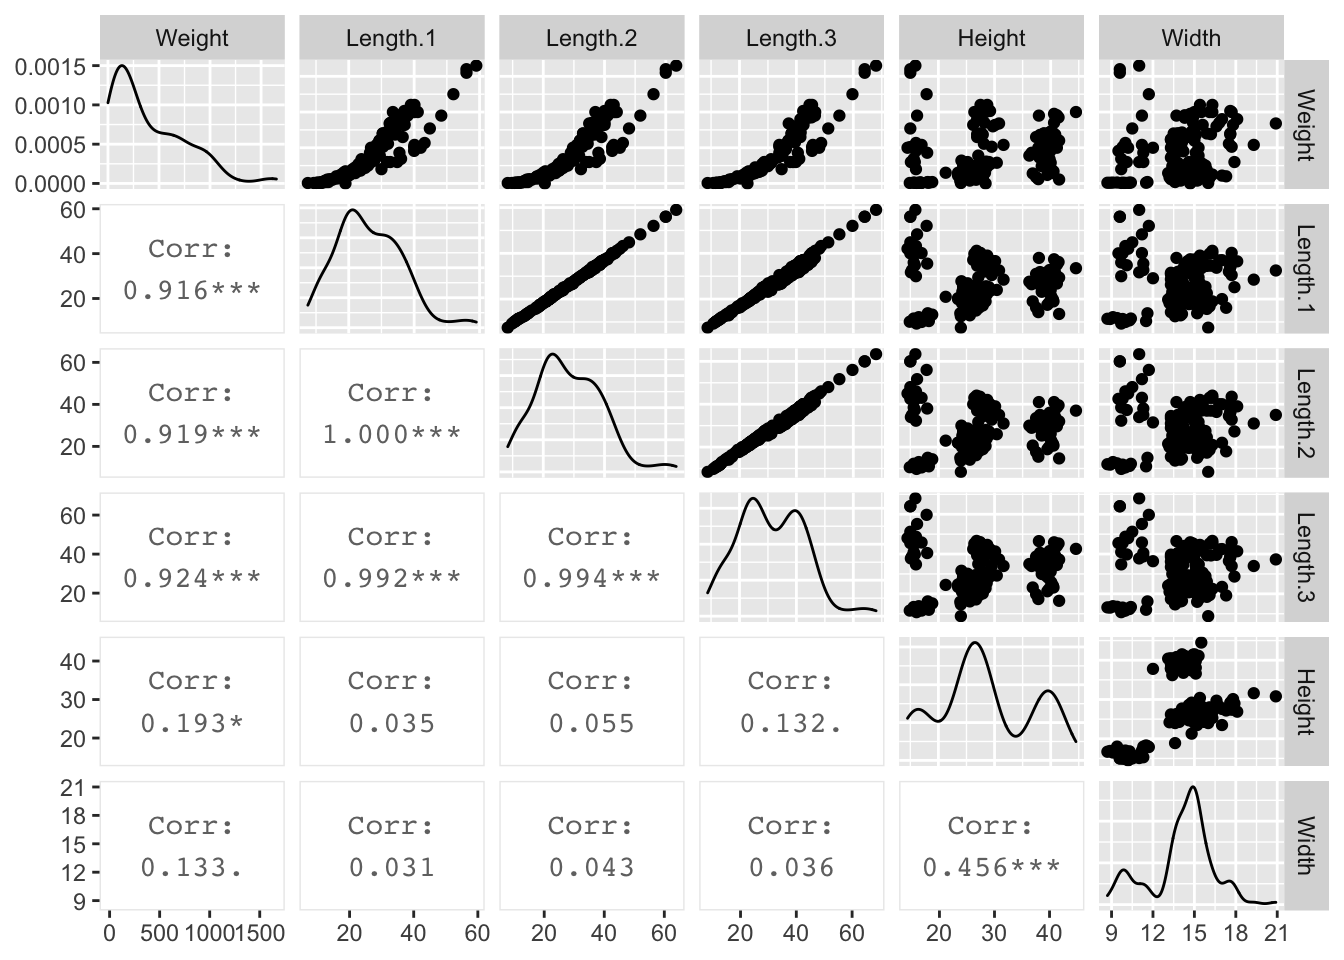 Weight Length.1 Length.2 Length.3 Height Width
0.0015
0.0010
0.0005
0.0000
Weight
60
40
20
Corr:
0.916***
Length.1
60
40
20
Corr: Corr:
0.919*** 1.000***
Length.2
60
40
20
Corr: Corr: Corr:
0.924*** 0.992*** 0.994***
Length.3
40
30
20
Corr: Corr: Corr: Corr:
0.193* 0.035 0.055 0.132.
Height
21
18
15
12
9
Corr: Corr: Corr: Corr: Corr:
0.133. 0.031 0.043 0.036 0.456***
Width
0 500 1000 1500 20 40 60 0 20 40 60 20 40 60 20 30 40 9 12 15 18 21